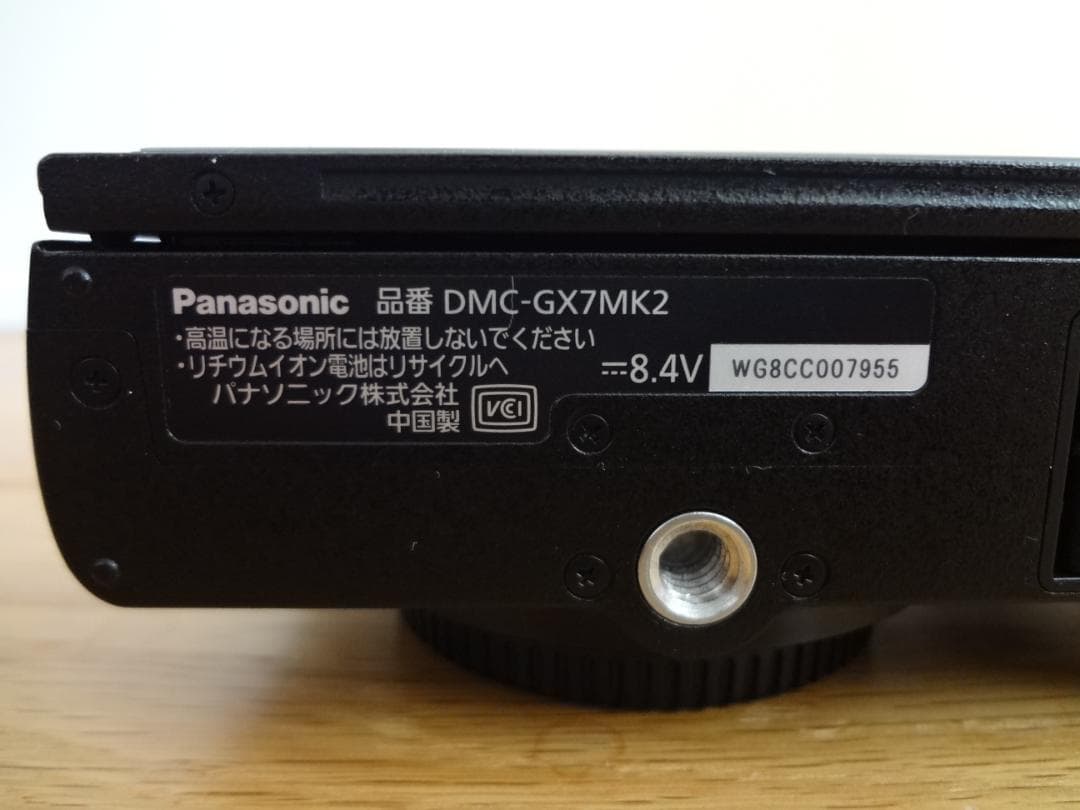 Panasonic 品番 DMC-GX7MK2
・高温になる場所には放置しないでください
・リチウムイオン電池はリサイクルへ
⎓8.4V WG8CC007955
パナソニック株式会社
中国製 VCI